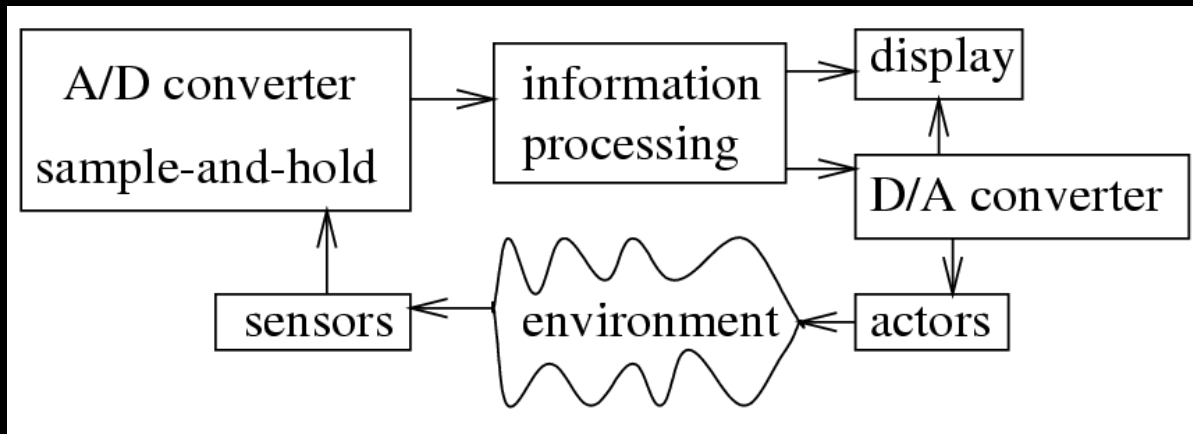 A/D converter
sample-and-hold
information
processing
display
D/A converter
sensors
environment
actors